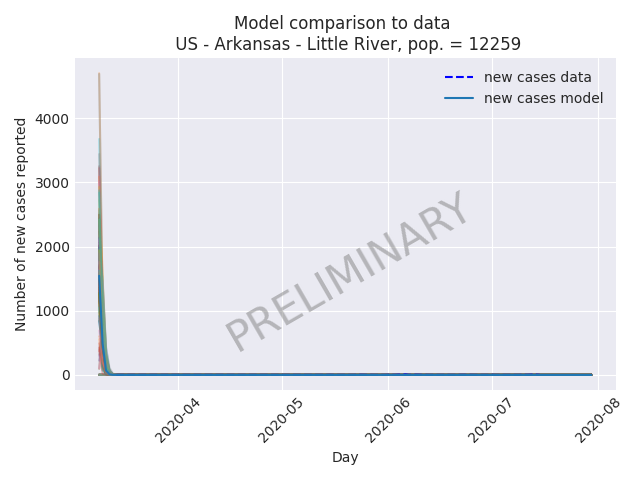 Model comparison to data
US - Arkansas - Little River, pop. = 12259
new cases data
new cases model
Number of new cases reported
4000
3000
2000
1000
0
PRELIMINARY
2020-04
2020-05
2020-06
2020-07
2020-08
Day